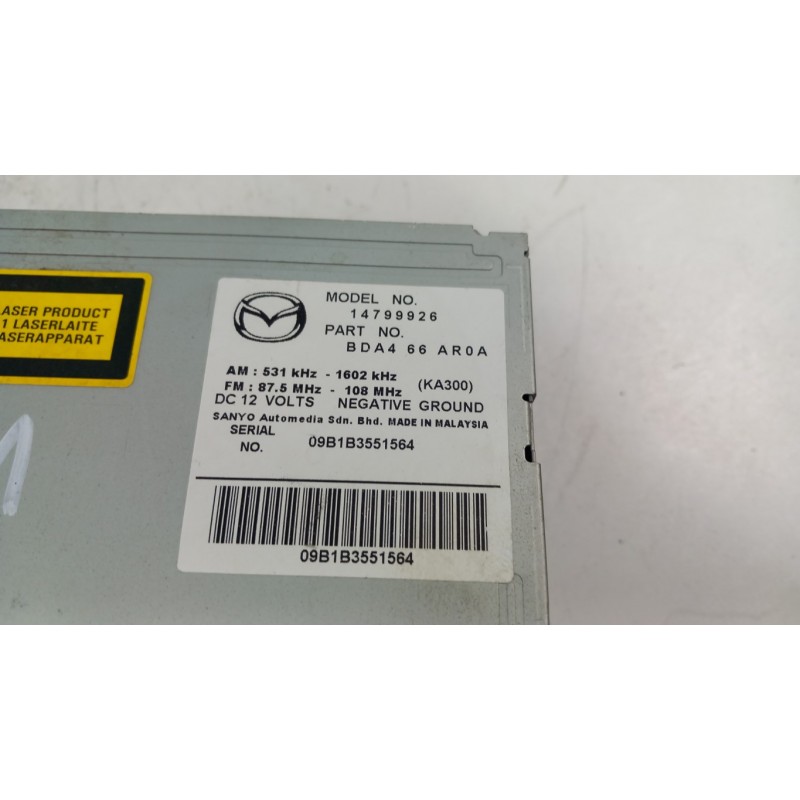 LASER PRODUCT
1 LASERLAITE
ASERAPPARAT
MODEL NO.
14799926
PART NO.
BDA4 66 AR0A
AM : 531 kHz - 1602 kHz
FM : 87.5 MHz - 108 MHz (KA300)
DC 12 VOLTS NEGATIVE GROUND
SANYO Automedia Sdn. Bhd. MADE IN MALAYSIA
SERIAL NO. 09B1B3551564
09B1B3551564
1